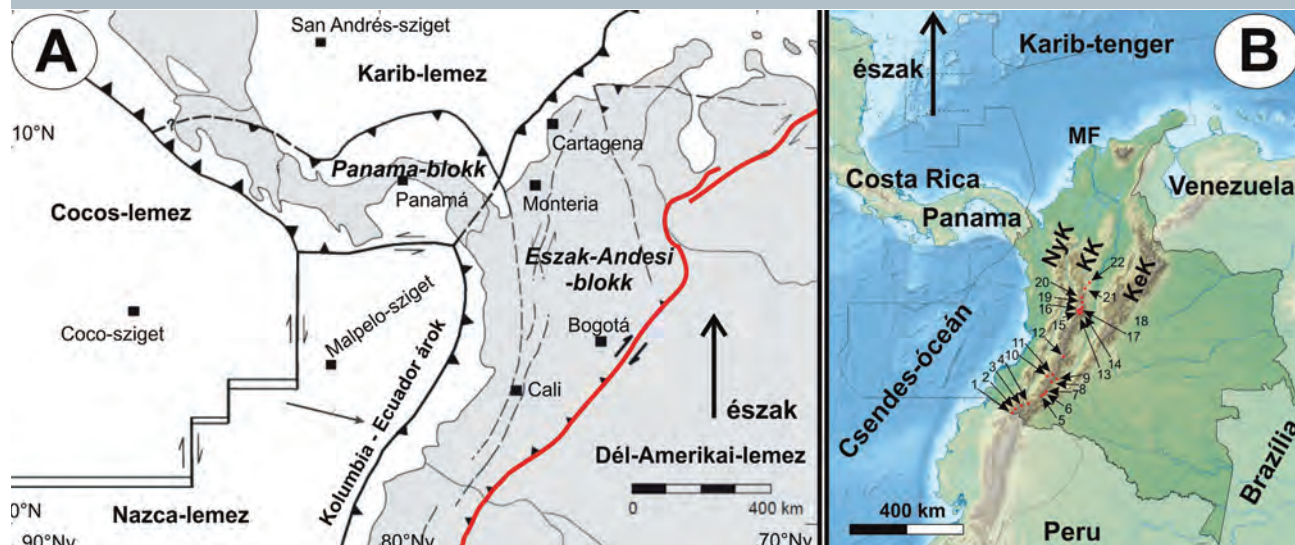 A
San Andrés-sziget
Karib-lemez
10°N
Cartagena
Panama-blokk
Panamá
Monteria
Cocos-lemez
Eszak-Andesi
-blokk
Coco-sziget
Malpelo-sziget
Bogotá
Kolumbia - Ecuador árok
Cali
észak
Dél-Amerikai-lemez
0
400 km
0°N
Nazca-lemez
90°Ny
80°Ny
70°Ny
B
Karib-tenger
észak
MF
Costa Rica
Venezuela
Panama
NyK
KK
KeK
22
20
21
19
16
18
15
17
12
14
11
13
10
4
3
2
1
9
8
7
6
5
Csendes-óceán
Brazília
400 km
Peru